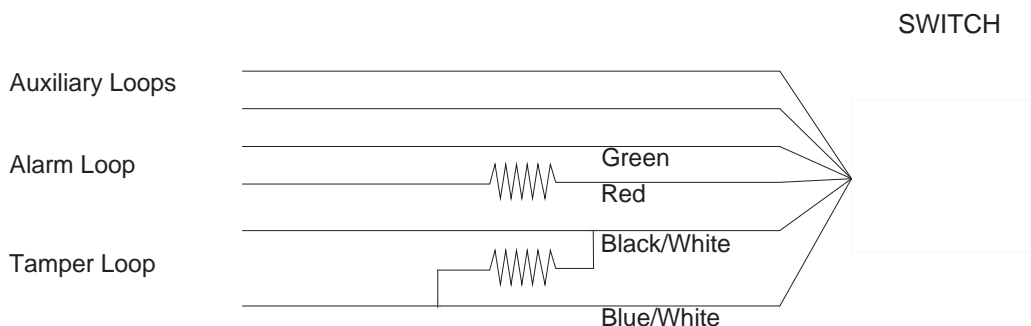 SWITCH
Auxiliary Loops
Alarm Loop
Green
Red
Tamper Loop
Black/White
Blue/White